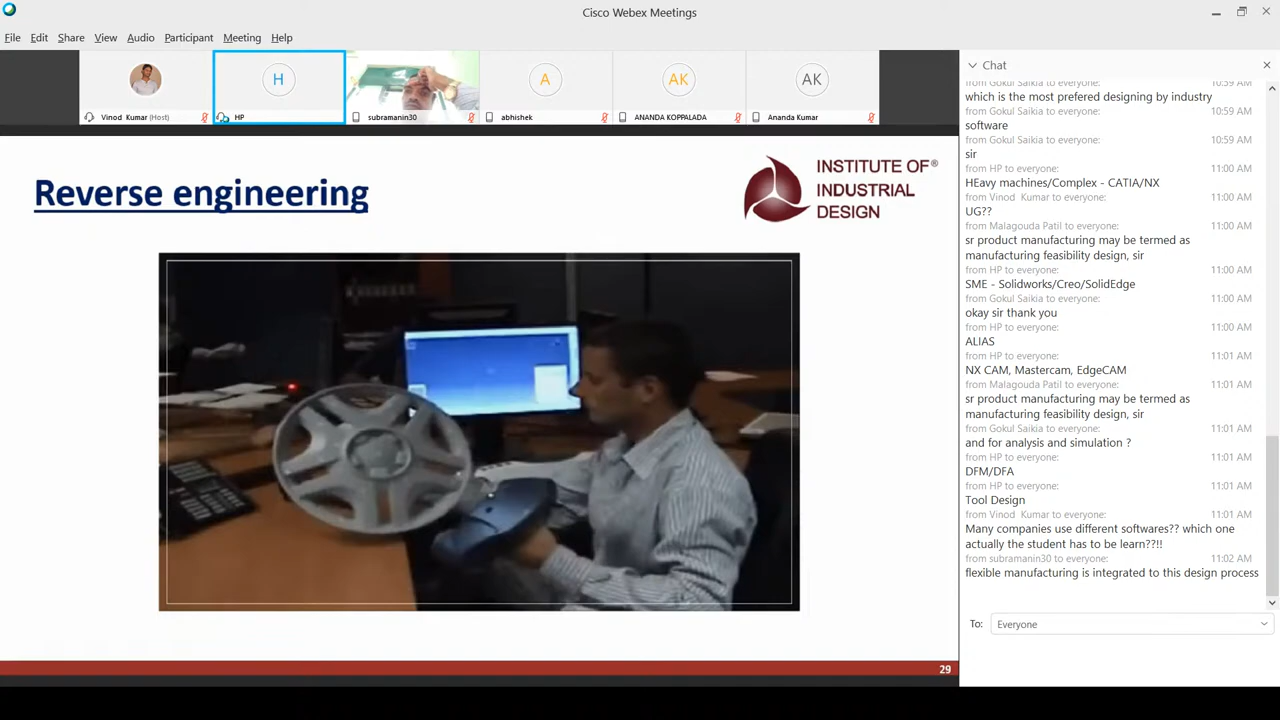 Cisco Webex Meetings
File Edit Share View Audio Participant Meeting Help
H
A
AK
AK
Vinod Kumar (Host)
HP
subramanin30
abhishek
ANANDA KOPPALADA
Ananda Kumar
Reverse engineering
INSTITUTE OF®
INDUSTRIAL
DESIGN
29
Chat
from Gokul Saikia to everyone: 10:59 AM
which is the most prefered designing by industry
from Gokul Saikia to everyone: 10:59 AM
software
from Gokul Saikia to everyone: 10:59 AM
sir
from HP to everyone: 11:00 AM
HEavy machines/Complex - CATIA/NX
from Vinod Kumar to everyone: 11:00 AM
UG??
from Malagouda Patil to everyone: 11:00 AM
sr product manufacturing may be termed as
manufacturing feasibility design, sir
from HP to everyone: 11:00 AM
SME - Solidworks/Creo/SolidEdge
from Gokul Saikia to everyone: 11:00 AM
okay sir thank you
from HP to everyone: 11:00 AM
ALIAS
from HP to everyone: 11:01 AM
NX CAM, Mastercam, EdgeCAM
from Malagouda Patil to everyone: 11:01 AM
sr product manufacturing may be termed as
manufacturing feasibility design, sir
from Gokul Saikia to everyone: 11:01 AM
and for analysis and simulation ?
from HP to everyone: 11:01 AM
DFM/DFA
from HP to everyone: 11:01 AM
Tool Design
from Vinod Kumar to everyone: 11:01 AM
Many companies use different softwares?? which one
actually the student has to be learn??!!
from subramanin30 to everyone: 11:02 AM
flexible manufacturing is integrated to this design process
To: Everyone